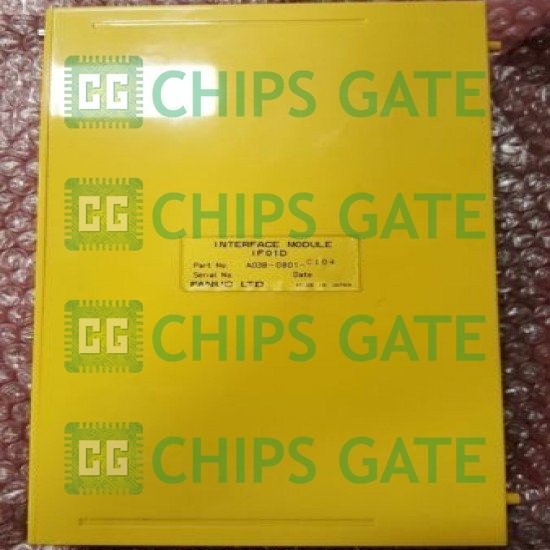 CG CHIPS GATE
CG CHIPS GATE
INTERFACE MODULE
IF01D
Part No. A03B-0801-C104
Serial No. Date
FANUC LTD
CG CHIPS GATE
CG CHIPS GATE